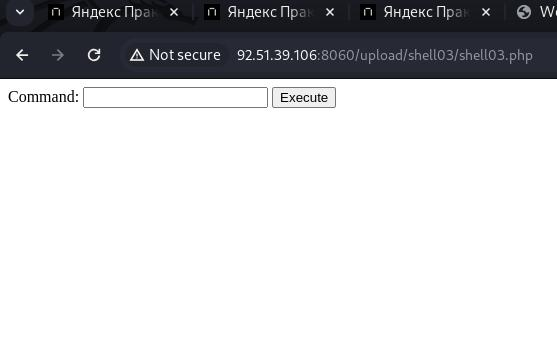 Яндекс Прак Яндекс Прак Яндекс Прак
Not secure 92.51.39.106:8060/upload/shell03/shell03.php
Command: Execute